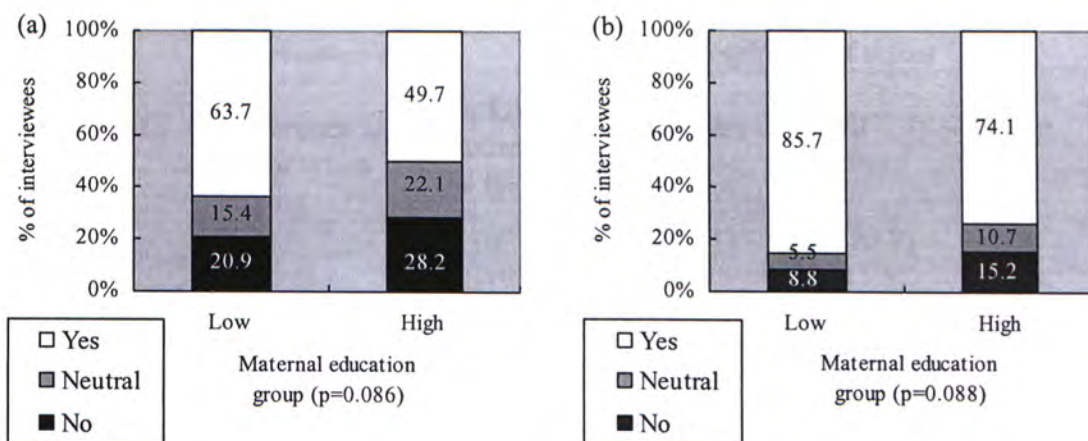 (a)
% of interviewees
100%
80%
60%
40%
20%
0%
63.7
15.4
20.9
49.7
22.1
28.2
Low
High
Maternal education
group (p=0.086)
Yes
Neutral
No
(b)
% of interviewees
100%
80%
60%
40%
20%
0%
85.7
5.5
8.8
74.1
10.7
15.2
Low
High
Maternal education
group (p=0.088)
Yes
Neutral
No